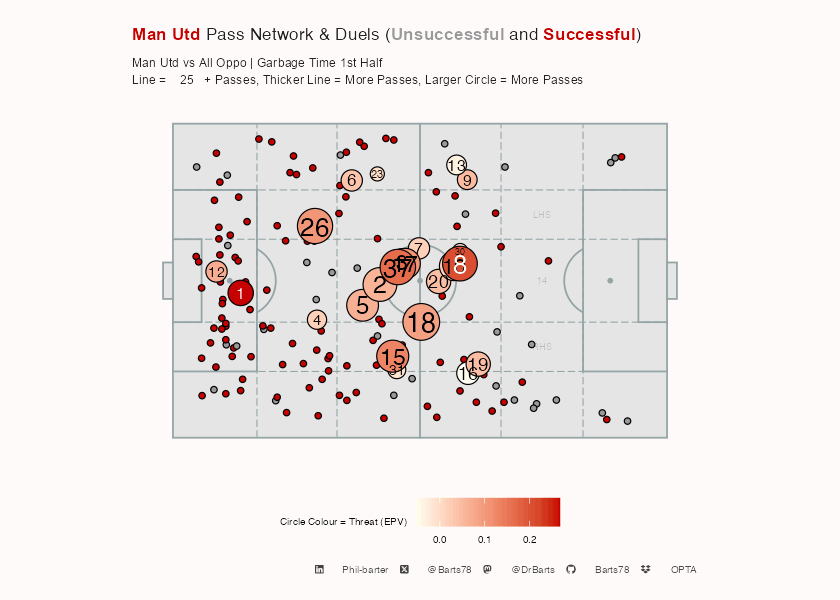 Man Utd Pass Network & Duels (Unsuccessful and Successful)
Man Utd vs All Oppo | Garbage Time 1st Half
Line = 25 + Passes, Thicker Line = More Passes, Larger Circle = More Passes
13
23
6
9
LHS
26
7
37
8
12
14
20
2
1
5
4
18
RHS
15
19
31
16
Circle Colour = Threat (EPV)
0.0 0.1 0.2
Phil-barter @Barts78 @DrBarts Barts78 OPTA